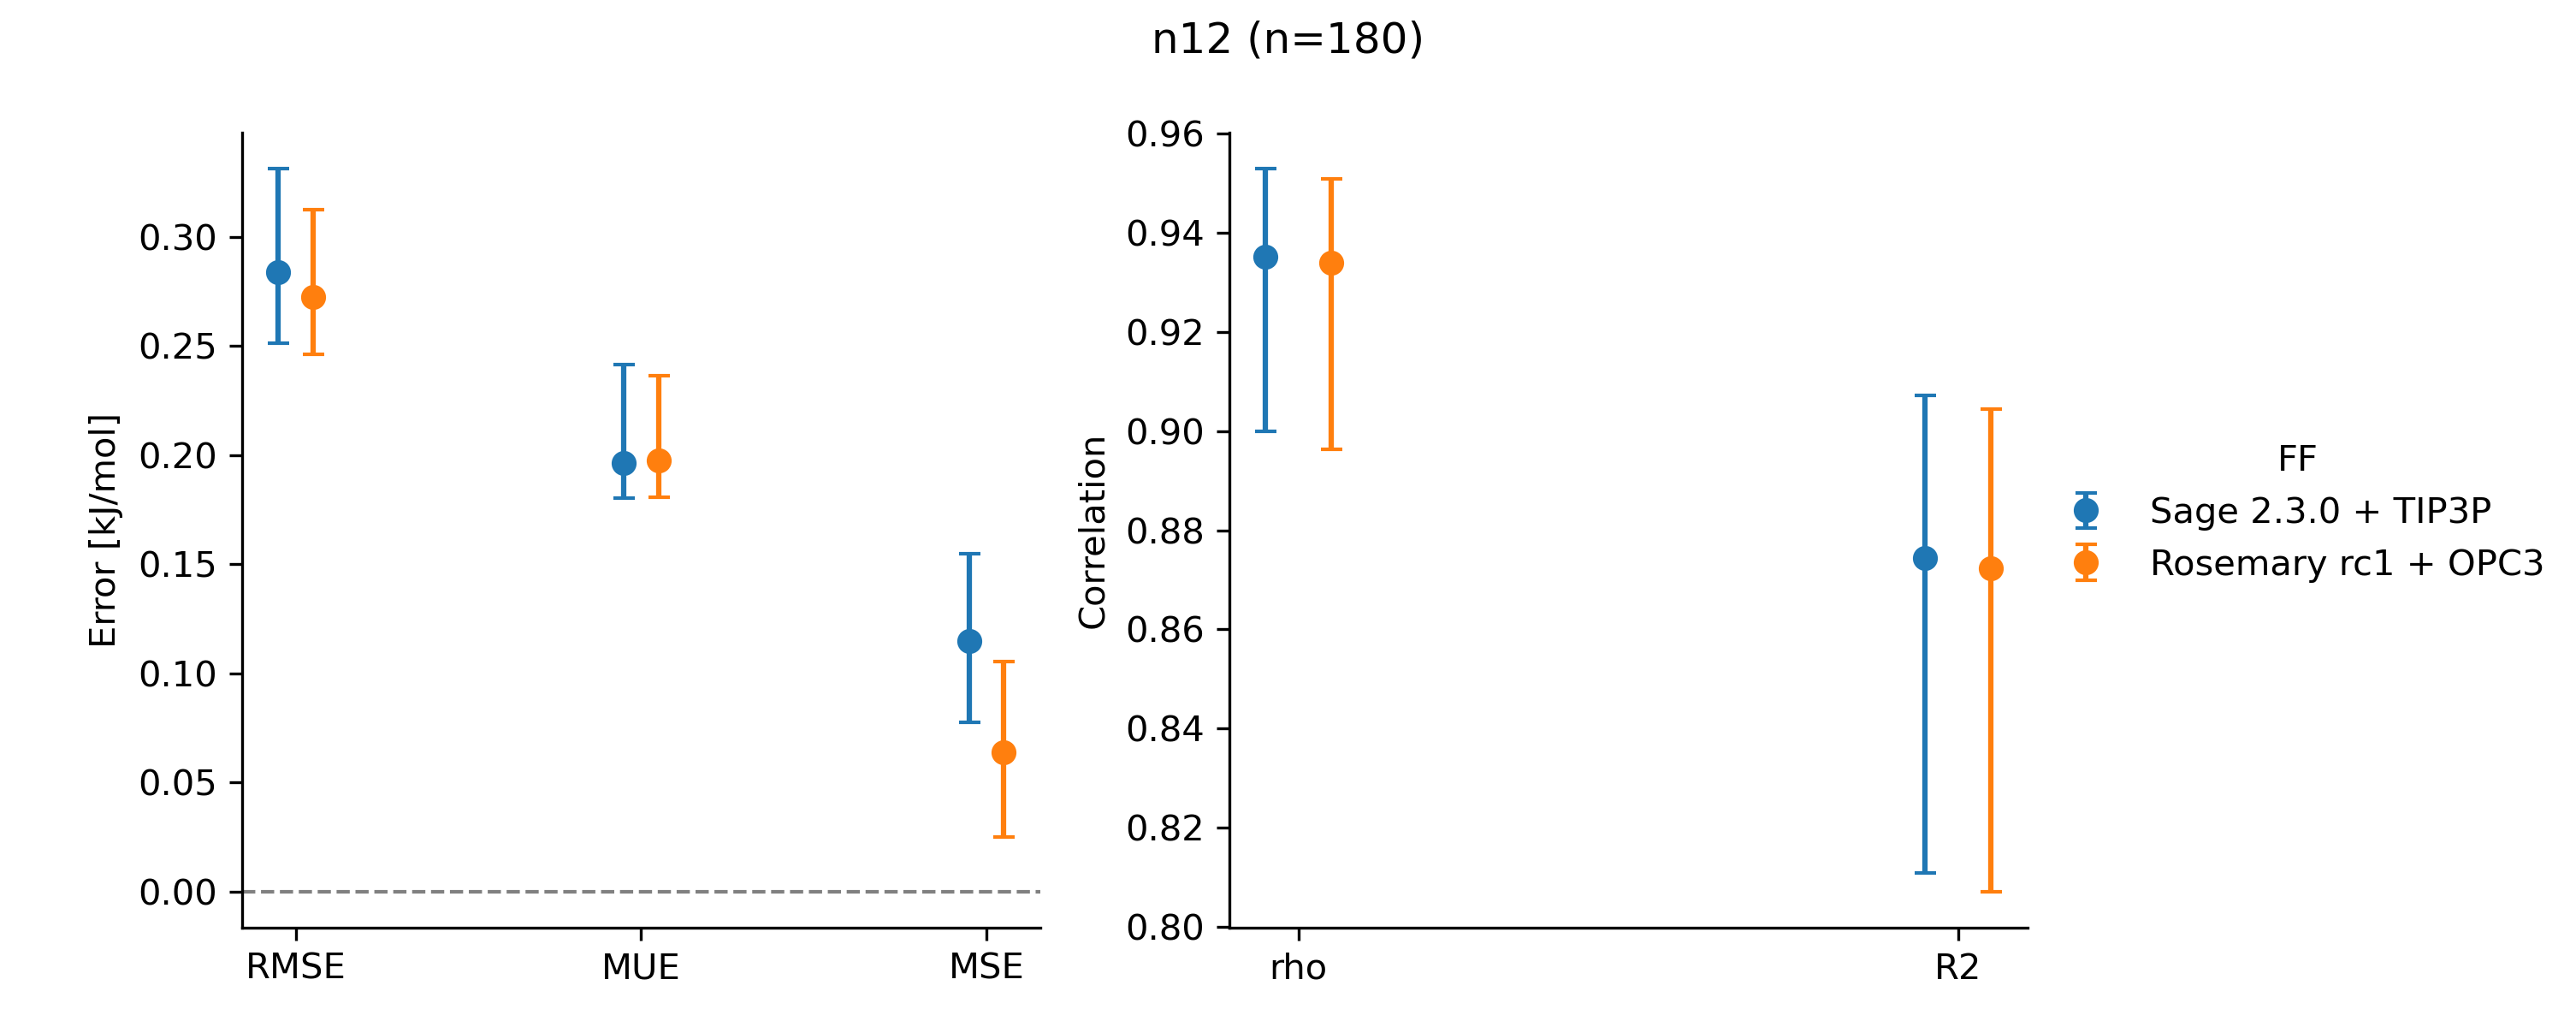 n12 (n=180)
Error [kJ/mol]
0.30
0.25
0.20
0.15
0.10
0.05
0.00
RMSE MUE MSE
Correlation
0.96
0.94
0.92
0.90
0.88
0.86
0.84
0.82
0.80
rho R2
FF
Sage 2.3.0 + TIP3P
Rosemary rc1 + OPC3